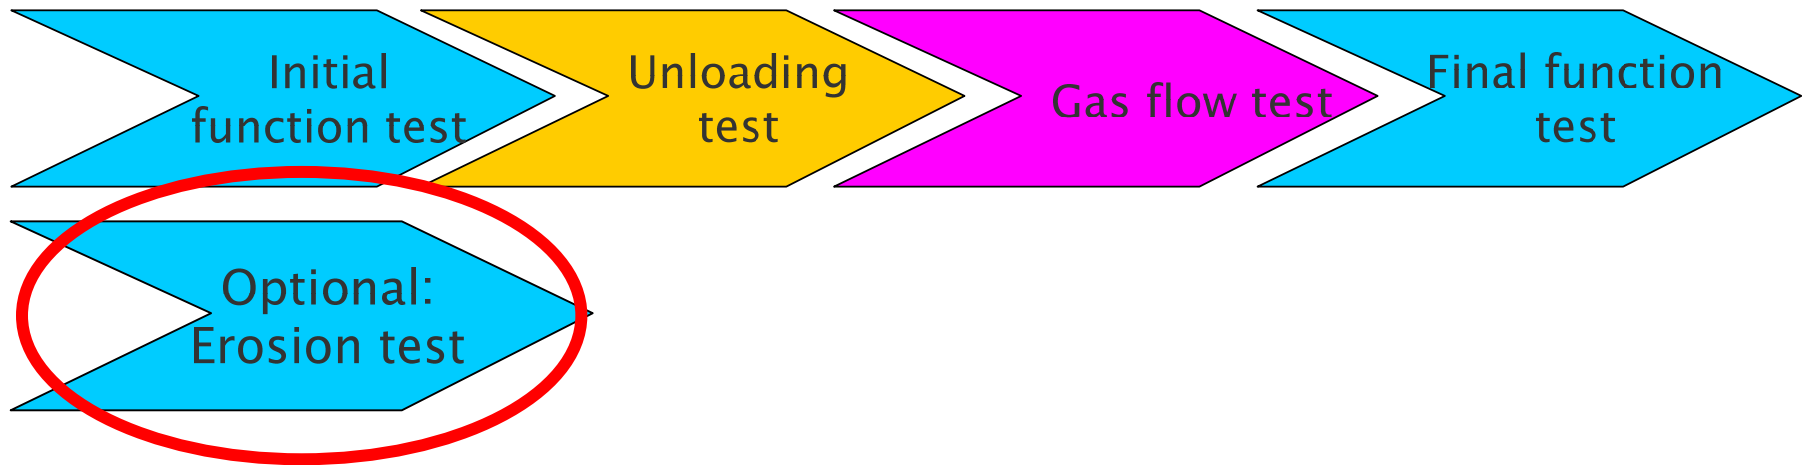 Initial
function test
Unloading
test
Gas flow test
Final function
test
Optional:
Erosion test